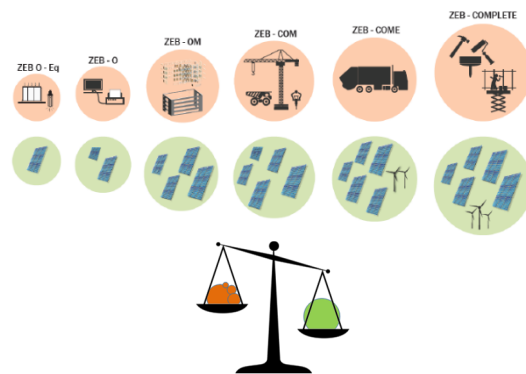 ZEB O - Eq
ZEB - O
ZEB - OM
ZEB - COM
ZEB - COME
ZEB - COMPLETE